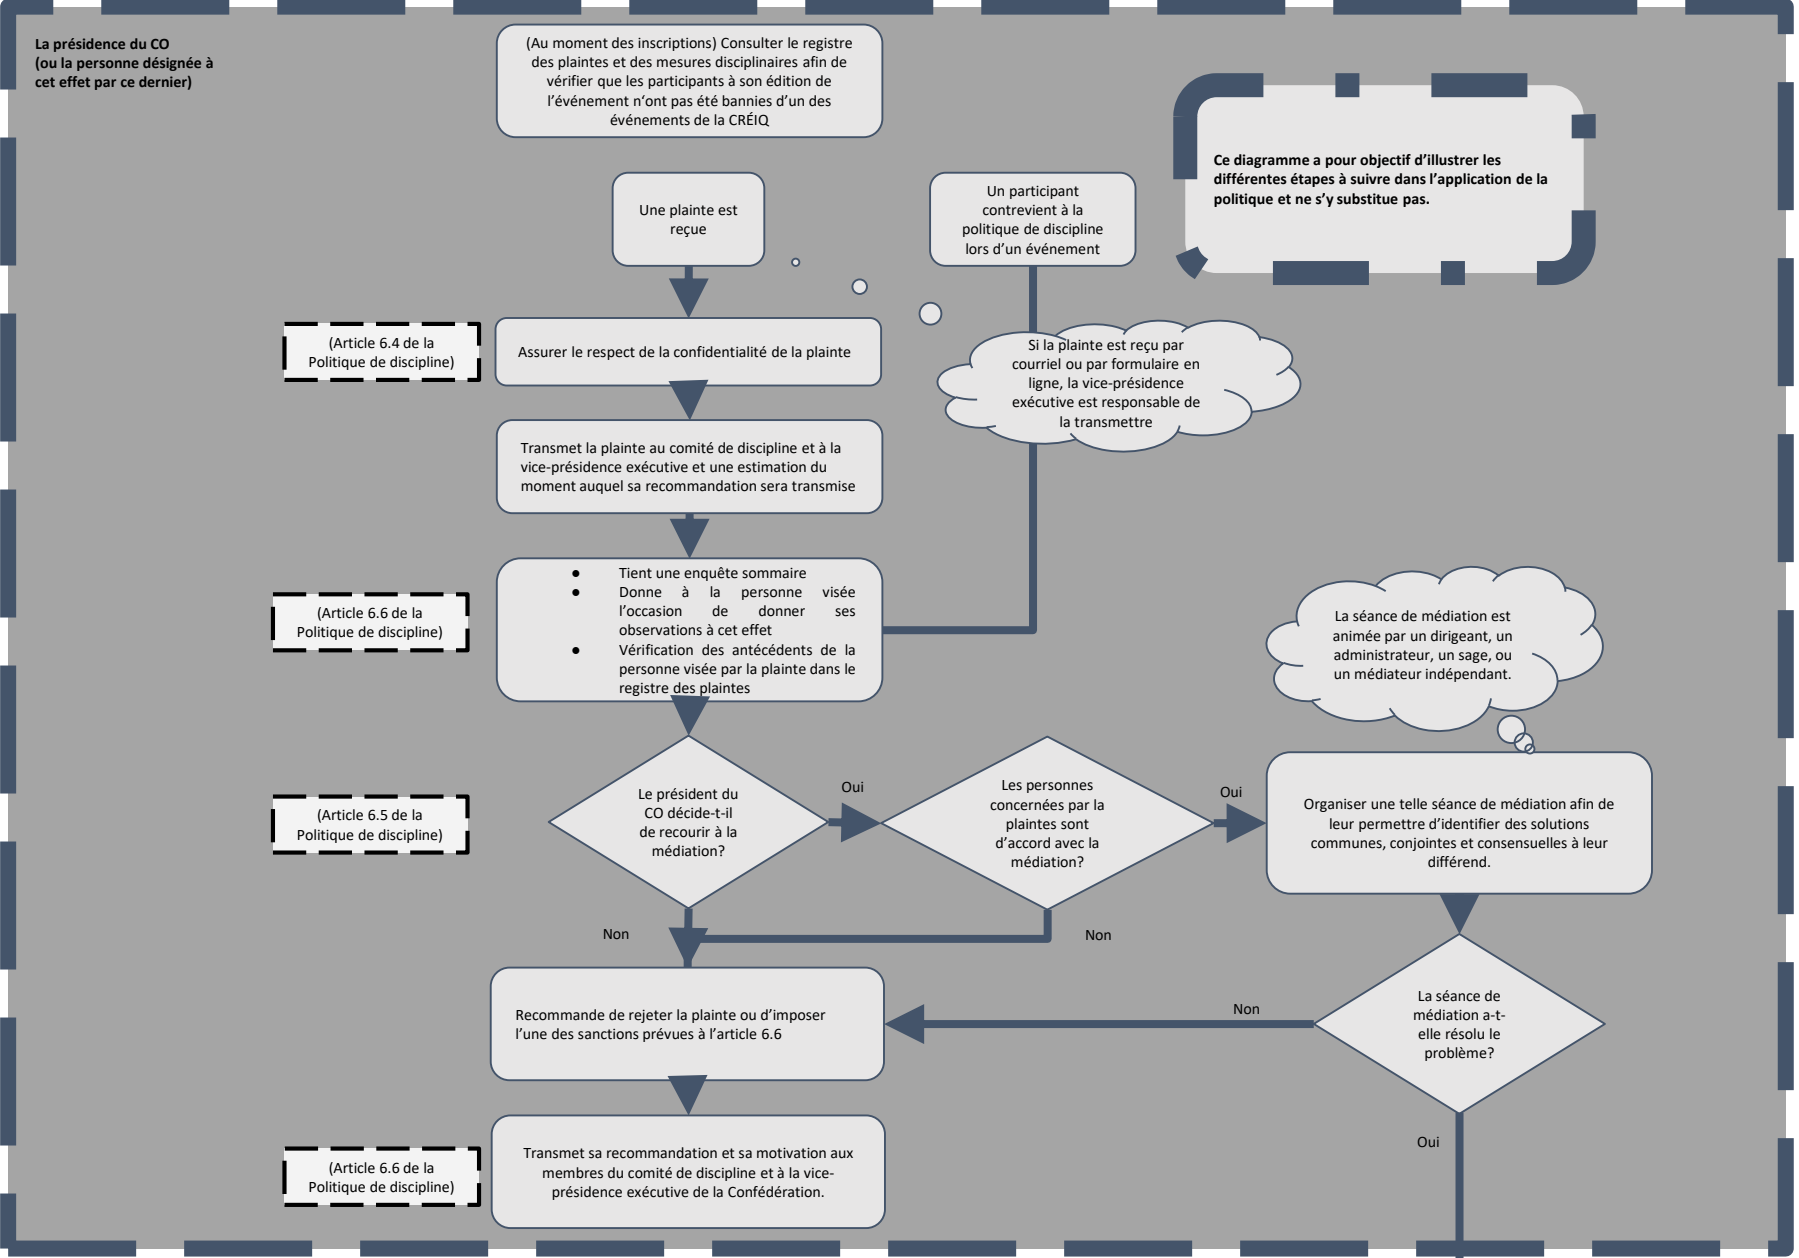 La présidence du CO
(ou la personne désignée à
cet effet par ce dernier)
(Au moment des inscriptions) Consulter le registre
des plaintes et des mesures disciplinaires afin de
vérifier que les participants à son édition de
l'événement n'ont pas été bannies d'un des
événements de la CRÉIQ
Ce diagramme a pour objectif d'illustrer les
différentes étapes à suivre dans l'application de la
politique et ne s'y substitue pas.
Une plainte est
reçue
Un participant
contrevient à la
politique de discipline
lors d'un événement
(Article 6.4 de la
Politique de discipline)
Assurer le respect de la confidentialité de la plainte
Si la plainte est reçu par
courriel ou par formulaire en
ligne, la vice-présidence
exécutive est responsable de
la transmettre
Transmet la plainte au comité de discipline et à la
vice-présidence exécutive et une estimation du
moment auquel sa recommandation sera transmise
(Article 6.6 de la
Politique de discipline)
● Tient une enquête sommaire
● Donne à la personne visée
l'occasion de donner ses
observations à cet effet
● Vérification des antécédents de la
personne visée par la plainte dans le
registre des plaintes
La séance de médiation est
animée par un dirigeant, un
administrateur, un sage, ou
un médiateur indépendant.
(Article 6.5 de la
Politique de discipline)
Le président du
CO décide-t-il
de recourir à la
médiation?
Oui
Les personnes
concernées par la
plaintes sont
d'accord avec la
médiation?
Oui
Organiser une telle séance de médiation afin de
leur permettre d'identifier des solutions
communes, conjointes et consensuelles à leur
différend.
Non
Non
Recommande de rejeter la plainte ou d'imposer
l'une des sanctions prévues à l'article 6.6
Non
La séance de
médiation a-t-
elle résolu le
problème?
Oui
(Article 6.6 de la
Politique de discipline)
Transmet sa recommandation et sa motivation aux
membres du comité de discipline et à la vice-
présidence exécutive de la Confédération.